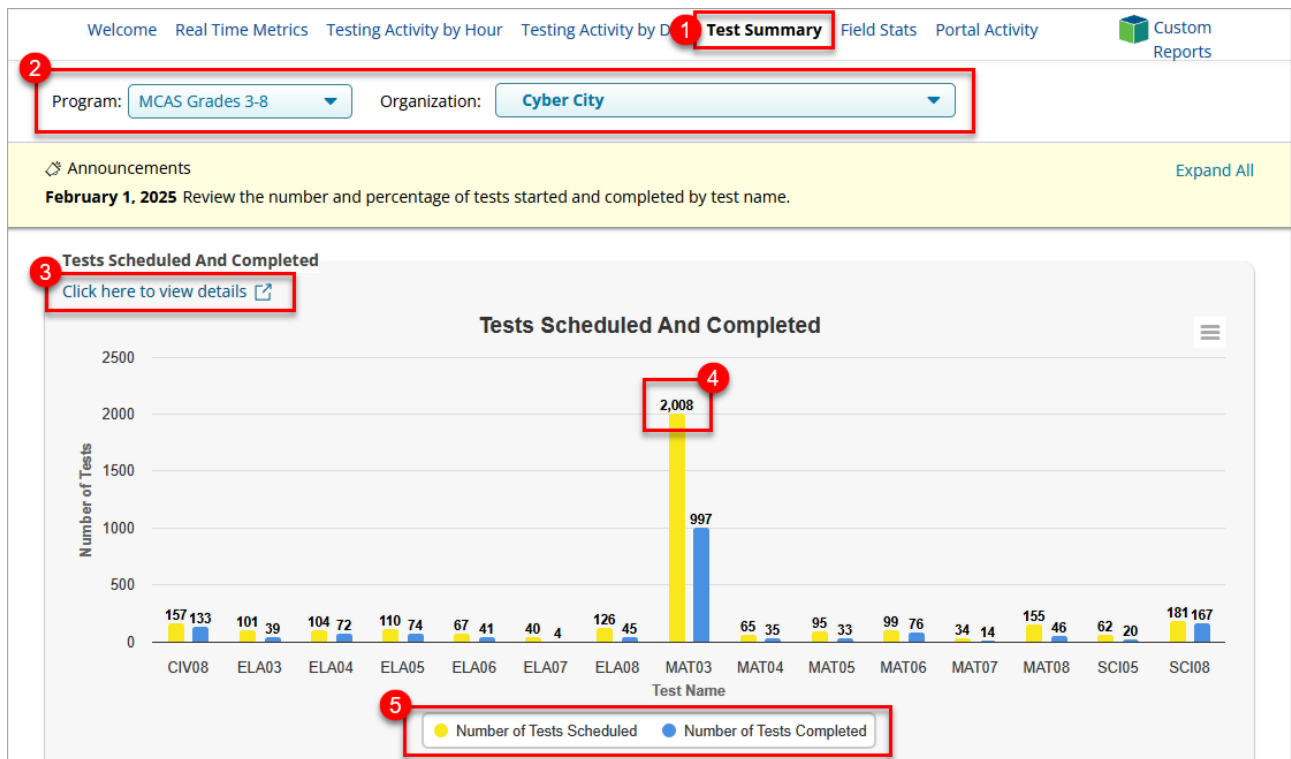 Welcome Real Time Metrics Testing Activity by Hour Testing Activity by D 1 Test Summary Field Stats Portal Activity Custom
Reports
2
Program: MCAS Grades 3-8 Organization: Cyber City
Announcements Expand All
February 1, 2025 Review the number and percentage of tests started and completed by test name.
Tests Scheduled And Completed
3
Click here to view details
Tests Scheduled And Completed
Number of Tests
2500
2000
1500
1000
500
0
4
2,008
997
157 133 101 39 104 72 110 74 67 41 40 4 126 45 65 35 95 33 99 76 34 14 155 46 62 20 181 167
CIV08 ELA03 ELA04 ELA05 ELA06 ELA07 ELA08 MAT03 MAT04 MAT05 MAT06 MAT07 MAT08 SCI05 SCI08
Test Name
5
Number of Tests Scheduled Number of Tests Completed